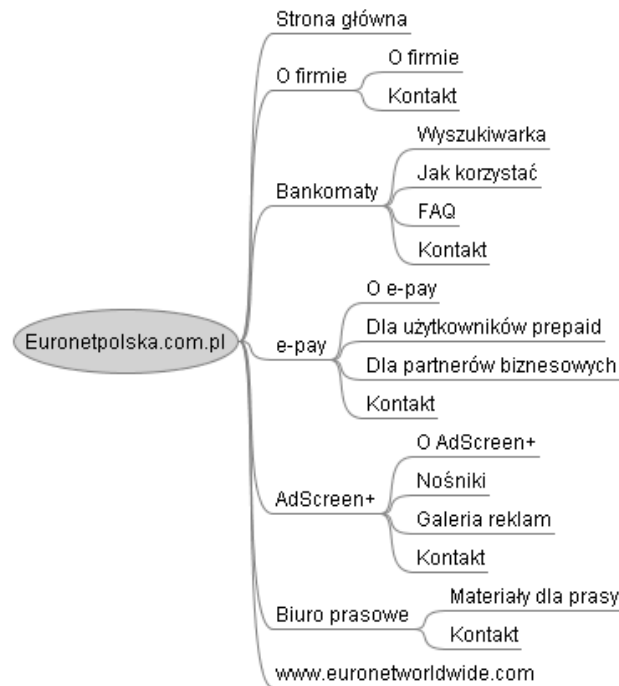 Strona główna
O firmie
O firmie
Kontakt
Bankomaty
Wyszukiwarka
Jak korzystać
FAQ
Kontakt
Euronetpolska.com.pl
e-pay
O e-pay
Dla użytkowników prepaid
Dla partnerów biznesowych
Kontakt
AdScreen+
O AdScreen+
Nośniki
Galeria reklam
Kontakt
Biuro prasowe
Materiały dla prasy
Kontakt
www.euronetworldwide.com